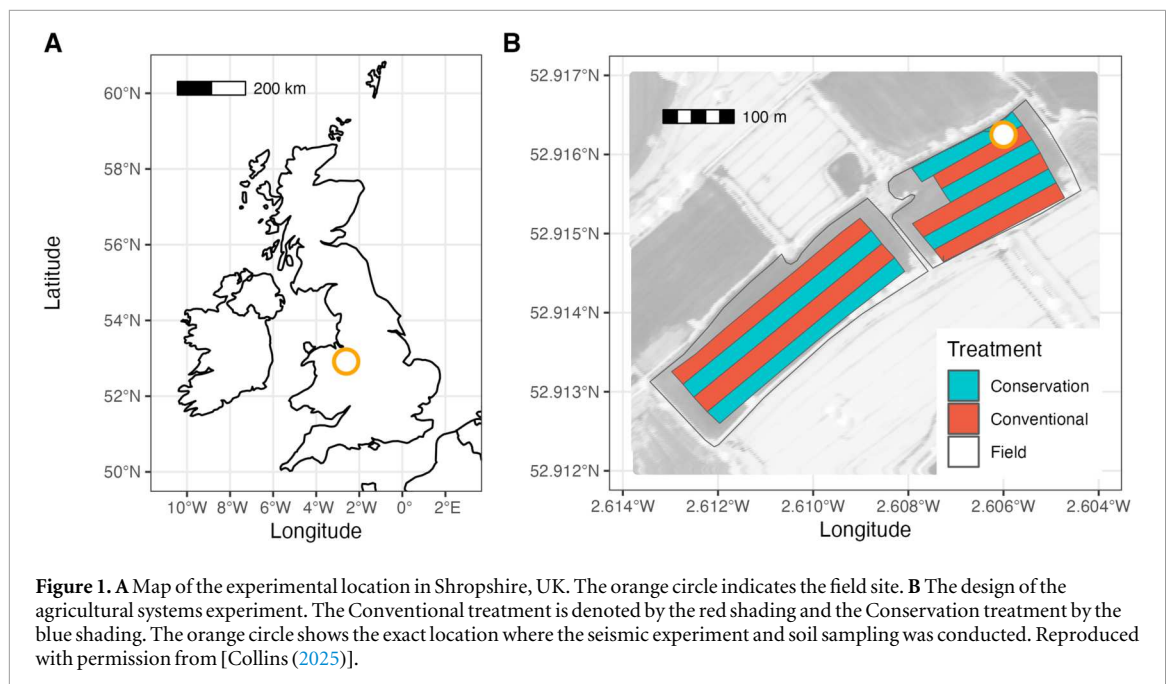 A
B
200 km
60°N
58°N
56°N
54°N
52°N
50°N
Latitude
10°W 8°W 6°W 4°W 2°W 0° 2°E
Longitude
52.917°N
52.916°N
52.915°N
52.914°N
52.913°N
52.912°N
100 m
Treatment
Conservation
Conventional
Field
2.614°W 2.612°W 2.610°W 2.608°W 2.606°W 2.604°W
Longitude
Figure 1. A Map of the experimental location in Shropshire, UK. The orange circle indicates the field site. B The design of the
agricultural systems experiment. The Conventional treatment is denoted by the red shading and the Conservation treatment by the
blue shading. The orange circle shows the exact location where the seismic experiment and soil sampling was conducted. Reproduced
with permission from [Collins (2025)].